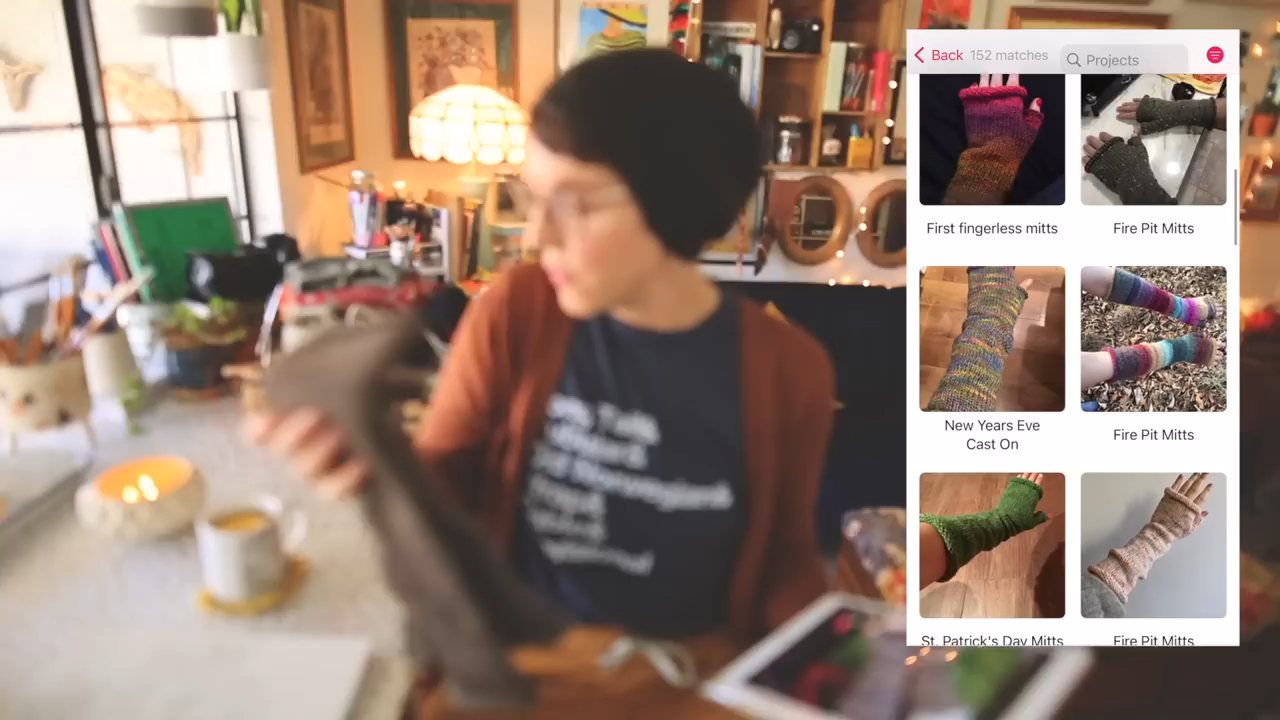 Back 152 matches Projects
First fingerless mitts
Fire Pit Mitts
New Years Eve
Cast On
Fire Pit Mitts
St. Patrick's Day Mitts
Fire Pit Mitts